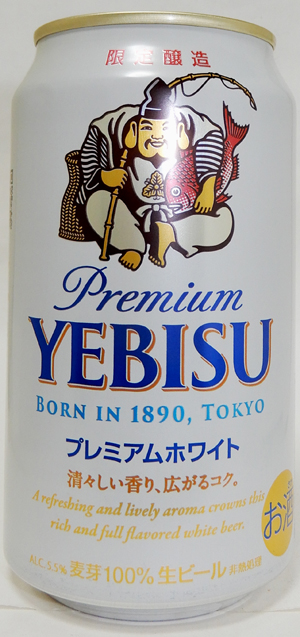 限定醸造
Premium
YEBISU
BORN IN 1890, TOKYO
プレミアムホワイト
清々しい香り、広がるコク。
A refreshing and lively aroma crowns this
rich and full flavored white beer.
お酒
ALC.5.5% 麦芽100% 生ビール 非熱処理